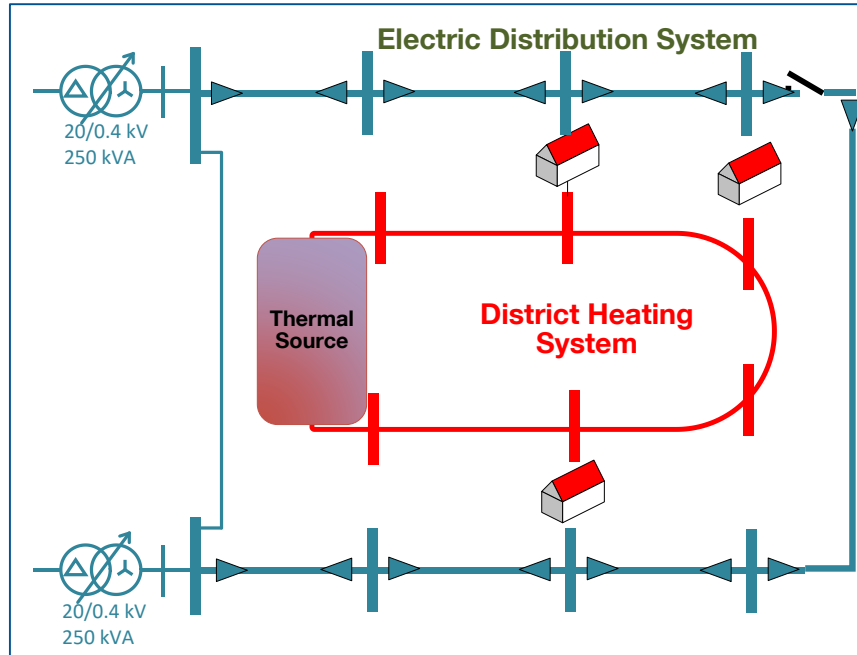 Electric Distribution System
20/0.4 kV
250 kVA
Thermal
Source
District Heating
System
20/0.4 kV
250 kVA